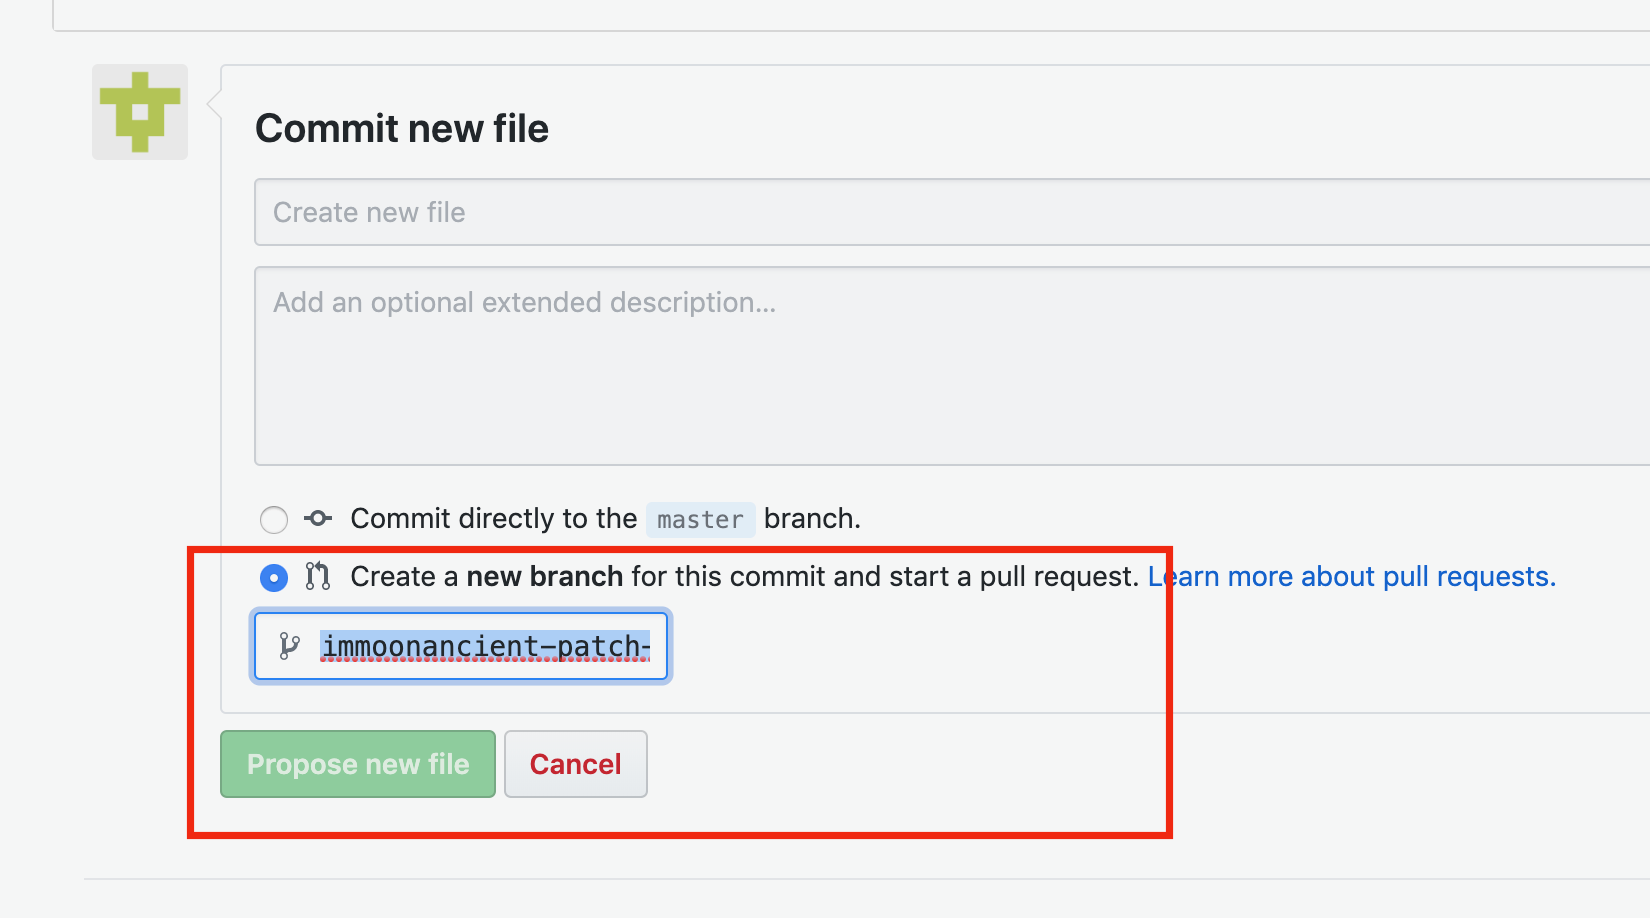 Commit new file
Create new file
Add an optional extended description...
Commit directly to the master branch.
Create a new branch for this commit and start a pull request. Learn more about pull requests.
immoonancient-patch-
Propose new file
Cancel